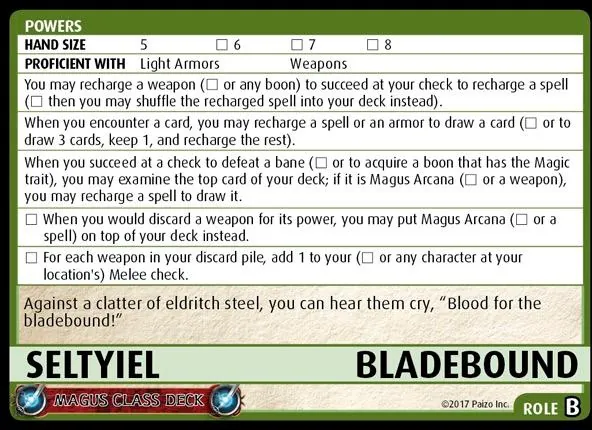 POWERS
HAND SIZE 5 □ 6 □ 7 □ 8
PROFICIENT WITH Light Armors Weapons
You may recharge a weapon (□ or any boon) to succeed at your check to recharge a spell
(□ then you may shuffle the recharged spell into your deck instead).
When you encounter a card, you may recharge a spell or an armor to draw a card (□ or to
draw 3 cards, keep 1, and recharge the rest).
When you succeed at a check to defeat a bane (□ or to acquire a boon that has the Magic
trait), you may examine the top card of your deck; if it is Magus Arcana (□ or a weapon),
you may recharge a spell to draw it.
□ When you would discard a weapon for its power, you may put Magus Arcana (□ or a
spell) on top of your deck instead.
□ For each weapon in your discard pile, add 1 to your (□ or any character at your
location's) Melee check.
Against a clatter of eldritch steel, you can hear them cry, “Blood for the
bladebound!”
SELTYIEL BLADEBOUND
MAGUS CLASS DECK
©2017 Paizo Inc. ROLE B